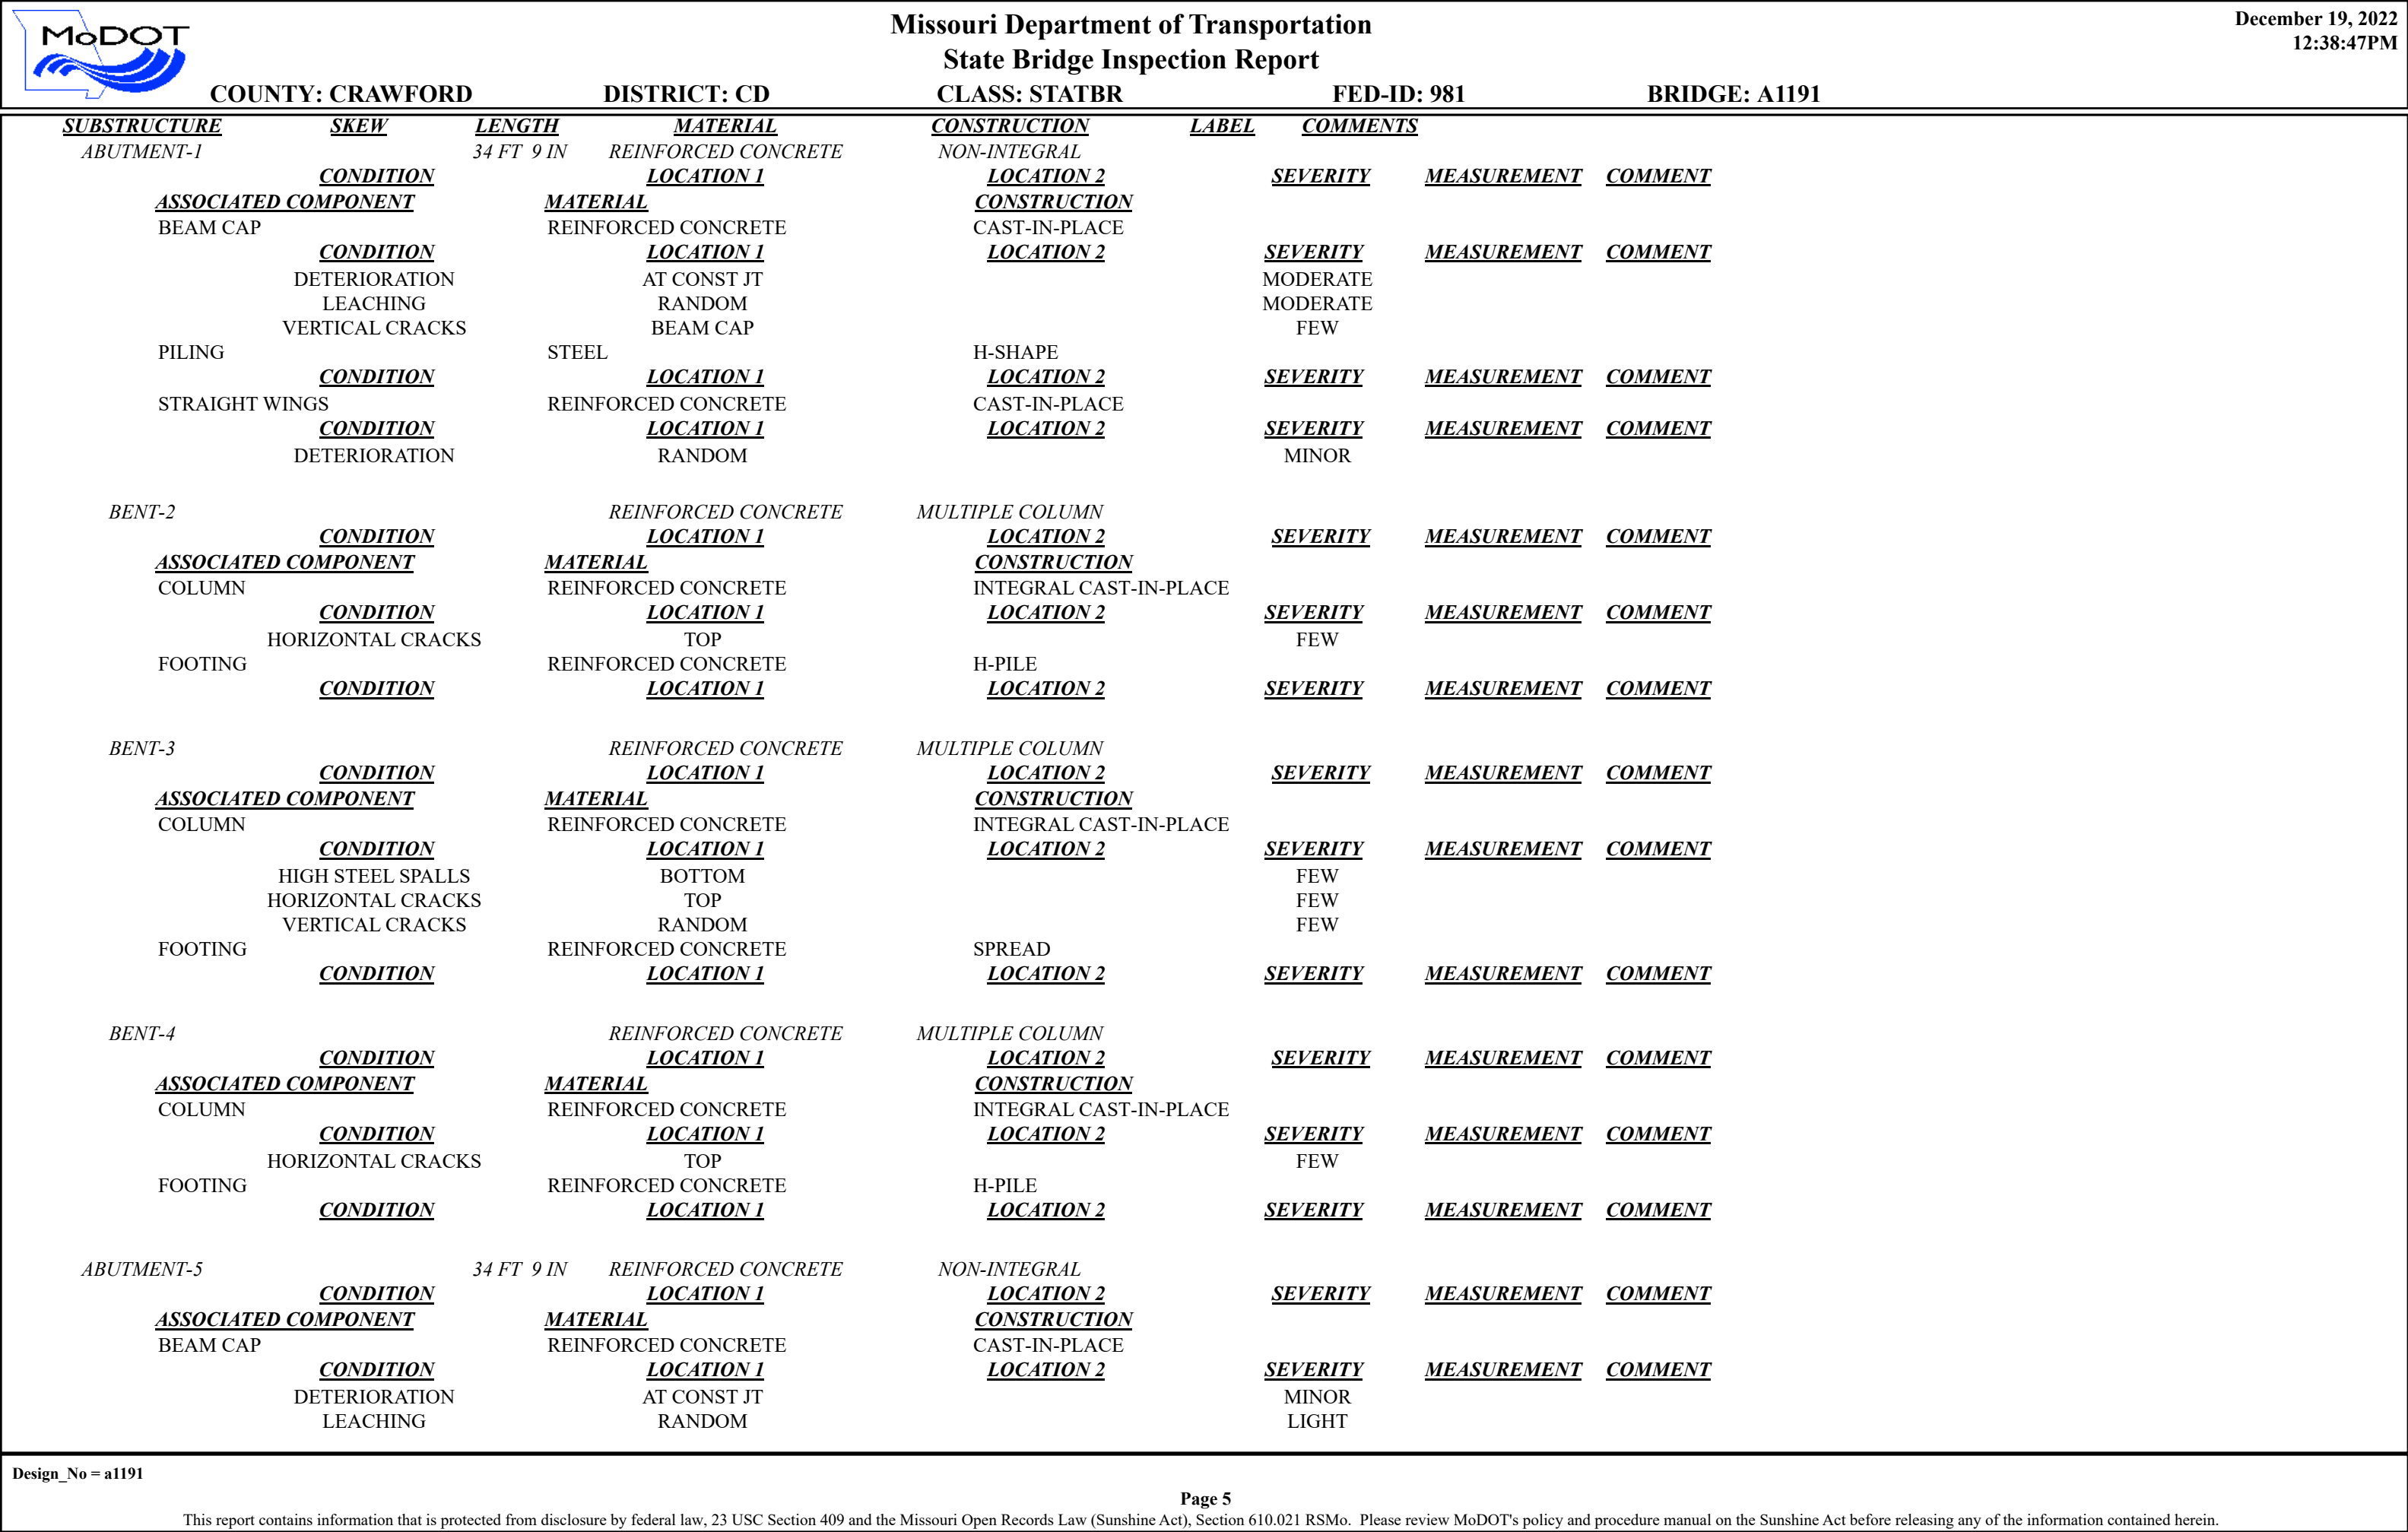 MoDOT
Missouri Department of Transportation
State Bridge Inspection Report
December 19, 2022
12:38:47PM
COUNTY: CRAWFORD DISTRICT: CD CLASS: STATBR FED-ID: 981 BRIDGE: A1191
SUBSTRUCTURE SKEW LENGTH MATERIAL CONSTRUCTION LABEL COMMENTS
ABUTMENT-1 34 FT 9 IN REINFORCED CONCRETE NON-INTEGRAL
CONDITION LOCATION 1 LOCATION 2 SEVERITY MEASUREMENT COMMENT
ASSOCIATED COMPONENT MATERIAL CONSTRUCTION
BEAM CAP REINFORCED CONCRETE CAST-IN-PLACE
CONDITION LOCATION 1 LOCATION 2 SEVERITY MEASUREMENT COMMENT
DETERIORATION AT CONST JT MODERATE
LEACHING RANDOM MODERATE
VERTICAL CRACKS BEAM CAP FEW
PILING STEEL H-SHAPE
CONDITION LOCATION 1 LOCATION 2 SEVERITY MEASUREMENT COMMENT
STRAIGHT WINGS REINFORCED CONCRETE CAST-IN-PLACE
CONDITION LOCATION 1 LOCATION 2 SEVERITY MEASUREMENT COMMENT
DETERIORATION RANDOM MINOR
BENT-2 REINFORCED CONCRETE MULTIPLE COLUMN
CONDITION LOCATION 1 LOCATION 2 SEVERITY MEASUREMENT COMMENT
ASSOCIATED COMPONENT MATERIAL CONSTRUCTION
COLUMN REINFORCED CONCRETE INTEGRAL CAST-IN-PLACE
CONDITION LOCATION 1 LOCATION 2 SEVERITY MEASUREMENT COMMENT
HORIZONTAL CRACKS TOP FEW
FOOTING REINFORCED CONCRETE H-PILE
CONDITION LOCATION 1 LOCATION 2 SEVERITY MEASUREMENT COMMENT
BENT-3 REINFORCED CONCRETE MULTIPLE COLUMN
CONDITION LOCATION 1 LOCATION 2 SEVERITY MEASUREMENT COMMENT
ASSOCIATED COMPONENT MATERIAL CONSTRUCTION
COLUMN REINFORCED CONCRETE INTEGRAL CAST-IN-PLACE
CONDITION LOCATION 1 LOCATION 2 SEVERITY MEASUREMENT COMMENT
HIGH STEEL SPALLS BOTTOM FEW
HORIZONTAL CRACKS TOP FEW
VERTICAL CRACKS RANDOM FEW
FOOTING REINFORCED CONCRETE SPREAD
CONDITION LOCATION 1 LOCATION 2 SEVERITY MEASUREMENT COMMENT
BENT-4 REINFORCED CONCRETE MULTIPLE COLUMN
CONDITION LOCATION 1 LOCATION 2 SEVERITY MEASUREMENT COMMENT
ASSOCIATED COMPONENT MATERIAL CONSTRUCTION
COLUMN REINFORCED CONCRETE INTEGRAL CAST-IN-PLACE
CONDITION LOCATION 1 LOCATION 2 SEVERITY MEASUREMENT COMMENT
HORIZONTAL CRACKS TOP FEW
FOOTING REINFORCED CONCRETE H-PILE
CONDITION LOCATION 1 LOCATION 2 SEVERITY MEASUREMENT COMMENT
ABUTMENT-5 34 FT 9 IN REINFORCED CONCRETE NON-INTEGRAL
CONDITION LOCATION 1 LOCATION 2 SEVERITY MEASUREMENT COMMENT
ASSOCIATED COMPONENT MATERIAL CONSTRUCTION
BEAM CAP REINFORCED CONCRETE CAST-IN-PLACE
CONDITION LOCATION 1 LOCATION 2 SEVERITY MEASUREMENT COMMENT
DETERIORATION AT CONST JT MINOR
LEACHING RANDOM LIGHT
Design_No = a1191
Page 5
This report contains information that is protected from disclosure by federal law, 23 USC Section 409 and the Missouri Open Records Law (Sunshine Act), Section 610.021 RSMo. Please review MoDOT's policy and procedure manual on the Sunshine Act before releasing any of the information contained herein.